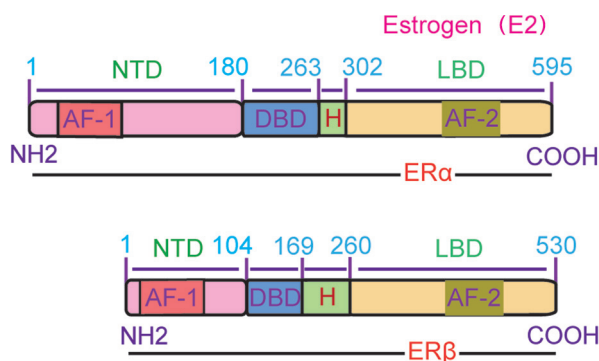 Estrogen (E2)
1 NTD 180 263 302 LBD 595
AF-1 DBD H AF-2
NH2 COOH
ERα
1 NTD 104 169 260 LBD 530
AF-1 DBD H AF-2
NH2 COOH
ERβ